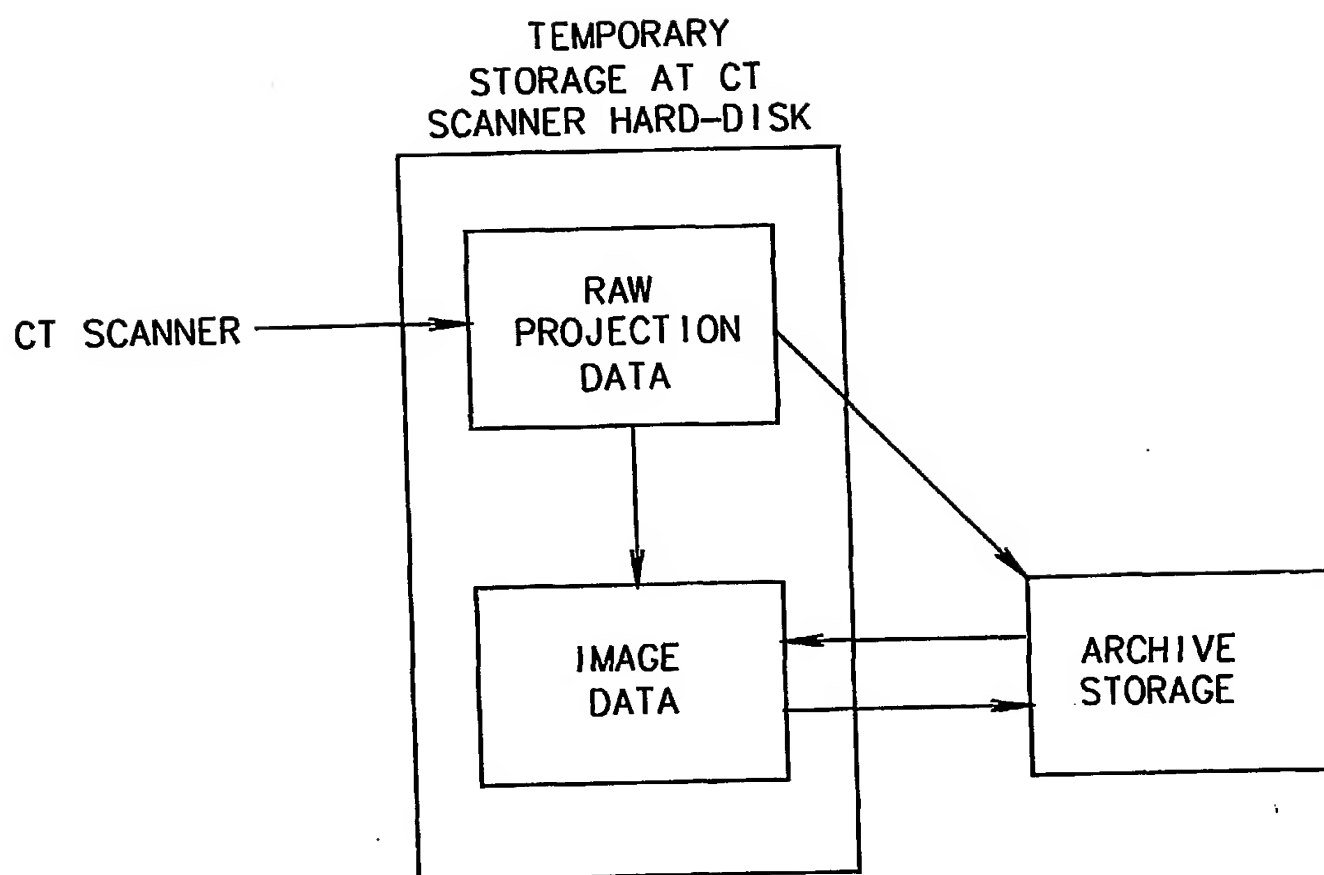 TEMPORARY
STORAGE AT CT
SCANNER HARD-DISK
CT SCANNER
RAW
PROJECTION
DATA
IMAGE
DATA
ARCHIVE
STORAGE